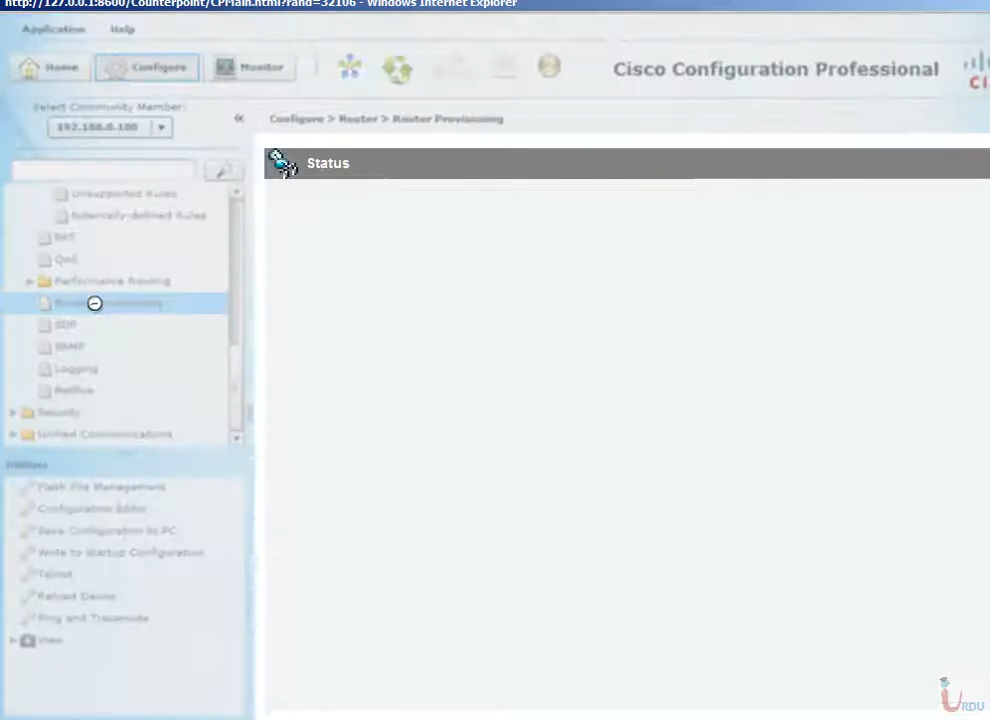 http://127.0.0.1:8600/Counterpoint/CPMain.html?rand=32106 - Windows Internet Explorer
Application Help
Home Configure Monitor Cisco Configuration Professional
Select Community Member:
192.168.0.100
Configure > Router > Router Provisioning
Status
Unsupported Rules
Externally-defined Rules
NAT
QoS
Performance Routing
SDP
SNMP
Logging
Netflow
Security
Unified Communications
Utilities
Flash File Management
Configuration Editor
Save Configuration to PC
Write to Startup Configuration
Telnet
Reload Device
Ping and Traceroute
View
URDU